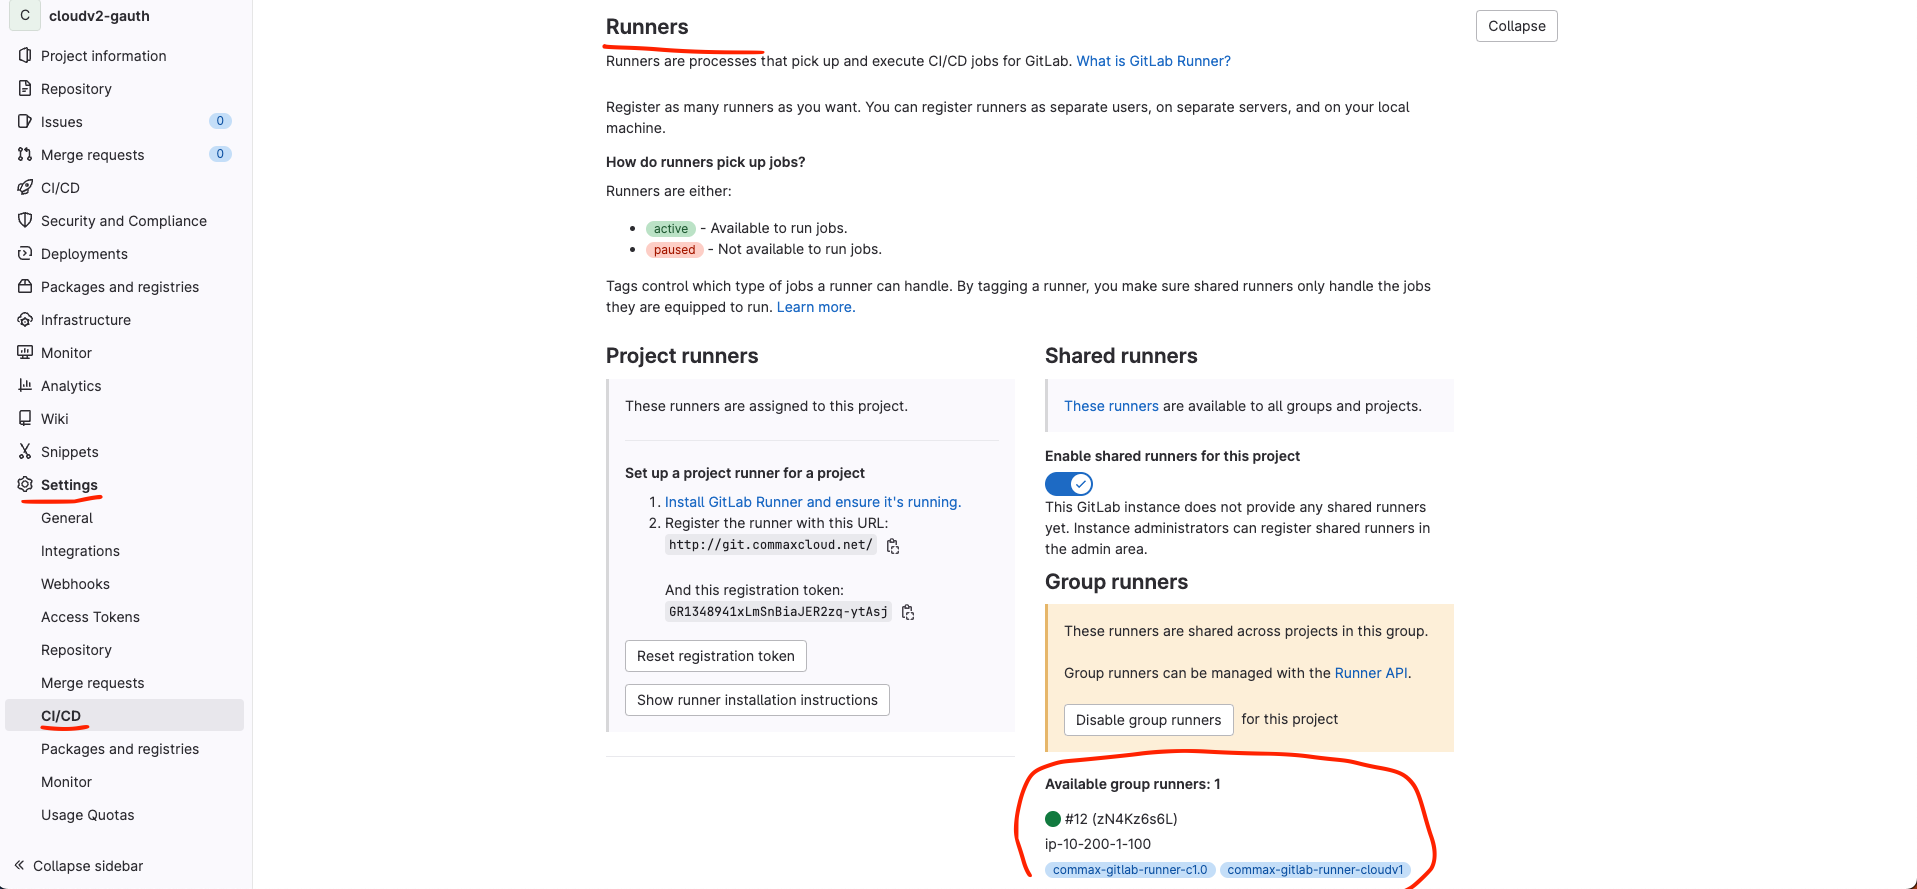 C cloudv2-gauth
Project information
Repository
Issues 0
Merge requests 0
CI/CD
Security and Compliance
Deployments
Packages and registries
Infrastructure
Monitor
Analytics
Wiki
Snippets
Settings
General
Integrations
Webhooks
Access Tokens
Repository
Merge requests
CI/CD
Packages and registries
Monitor
Usage Quotas
Collapse sidebar
Runners
Collapse
Runners are processes that pick up and execute CI/CD jobs for GitLab. What is GitLab Runner?
Register as many runners as you want. You can register runners as separate users, on separate servers, and on your local
machine.
How do runners pick up jobs?
Runners are either:
active - Available to run jobs.
paused - Not available to run jobs.
Tags control which type of jobs a runner can handle. By tagging a runner, you make sure shared runners only handle the jobs
they are equipped to run. Learn more.
Project runners
These runners are assigned to this project.
Set up a project runner for a project
1. Install GitLab Runner and ensure it's running.
2. Register the runner with this URL:
http://git.commaxcloud.net/
And this registration token:
GR1348941xLmSnBiaJER2zq-ytAsj
Reset registration token
Show runner installation instructions
Shared runners
These runners are available to all groups and projects.
Enable shared runners for this project
This GitLab instance does not provide any shared runners
yet. Instance administrators can register shared runners in
the admin area.
Group runners
These runners are shared across projects in this group.
Group runners can be managed with the Runner API.
Disable group runners for this project
Available group runners: 1
#12 (zN4Kz6s6L)
ip-10-200-1-100
commax-gitlab-runner-c1.0 commax-gitlab-runner-cloudv1